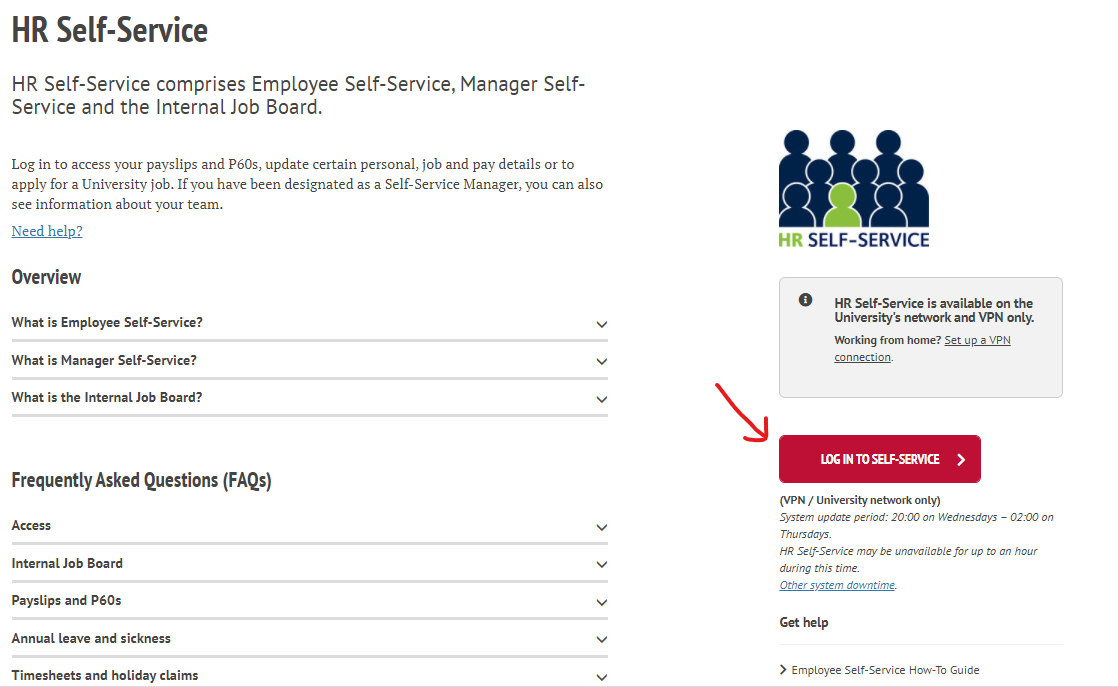 HR Self-Service
HR Self-Service comprises Employee Self-Service, Manager Self-
Service and the Internal Job Board.
Log in to access your payslips and P60s, update certain personal, job and pay details or to
apply for a University job. If you have been designated as a Self-Service Manager, you can also
see information about your team.
Need help?
Overview
What is Employee Self-Service?
What is Manager Self-Service?
What is the Internal Job Board?
Frequently Asked Questions (FAQs)
Access
Internal Job Board
Payslips and P60s
Annual leave and sickness
Timesheets and holiday claims
HR SELF-SERVICE
HR Self-Service is available on the
University's network and VPN only.
Working from home? Set up a VPN
connection.
LOG IN TO SELF-SERVICE
(VPN / University network only)
System update period: 20:00 on Wednesdays – 02:00 on
Thursdays.
HR Self-Service may be unavailable for up to an hour
during this time.
Other system downtime.
Get help
Employee Self-Service How-To Guide